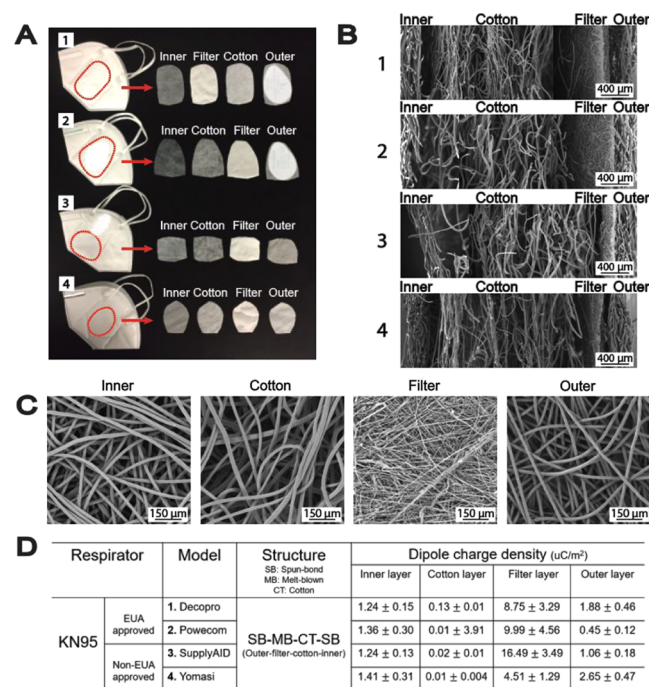 A
1
Inner Filter Cotton Outer
2
Inner Cotton Filter Outer
3
Inner Cotton Filter Outer
4
Inner Cotton Filter Outer
B
Inner Cotton Filter Outer
1
400 µm
Inner Cotton Filter Outer
2
400 µm
Inner Cotton Filter Outer
3
400 µm
Inner Cotton Filter Outer
4
400 µm
C
Inner Cotton Filter Outer
150 µm 150 µm 150 µm 150 µm
D
Respirator Model Structure Dipole charge density (uC/m²)
SB: Spun-bond
MB: Melt-blown
CT: Cotton
Inner layer Cotton layer Filter layer Outer layer
KN95
EUA approved
1. Decopro 1.24 ± 0.15 0.13 ± 0.01 8.75 ± 3.29 1.88 ± 0.46
2. Powecom 1.36 ± 0.30 0.01 ± 3.91 9.99 ± 4.56 0.45 ± 0.12
SB-MB-CT-SB
(Outer-filter-cotton-inner)
Non-EUA approved
3. SupplyAID 1.24 ± 0.13 0.02 ± 0.01 16.49 ± 3.49 1.06 ± 0.18
4. Yomasi 1.41 ± 0.31 0.01 ± 0.004 4.51 ± 1.29 2.65 ± 0.47